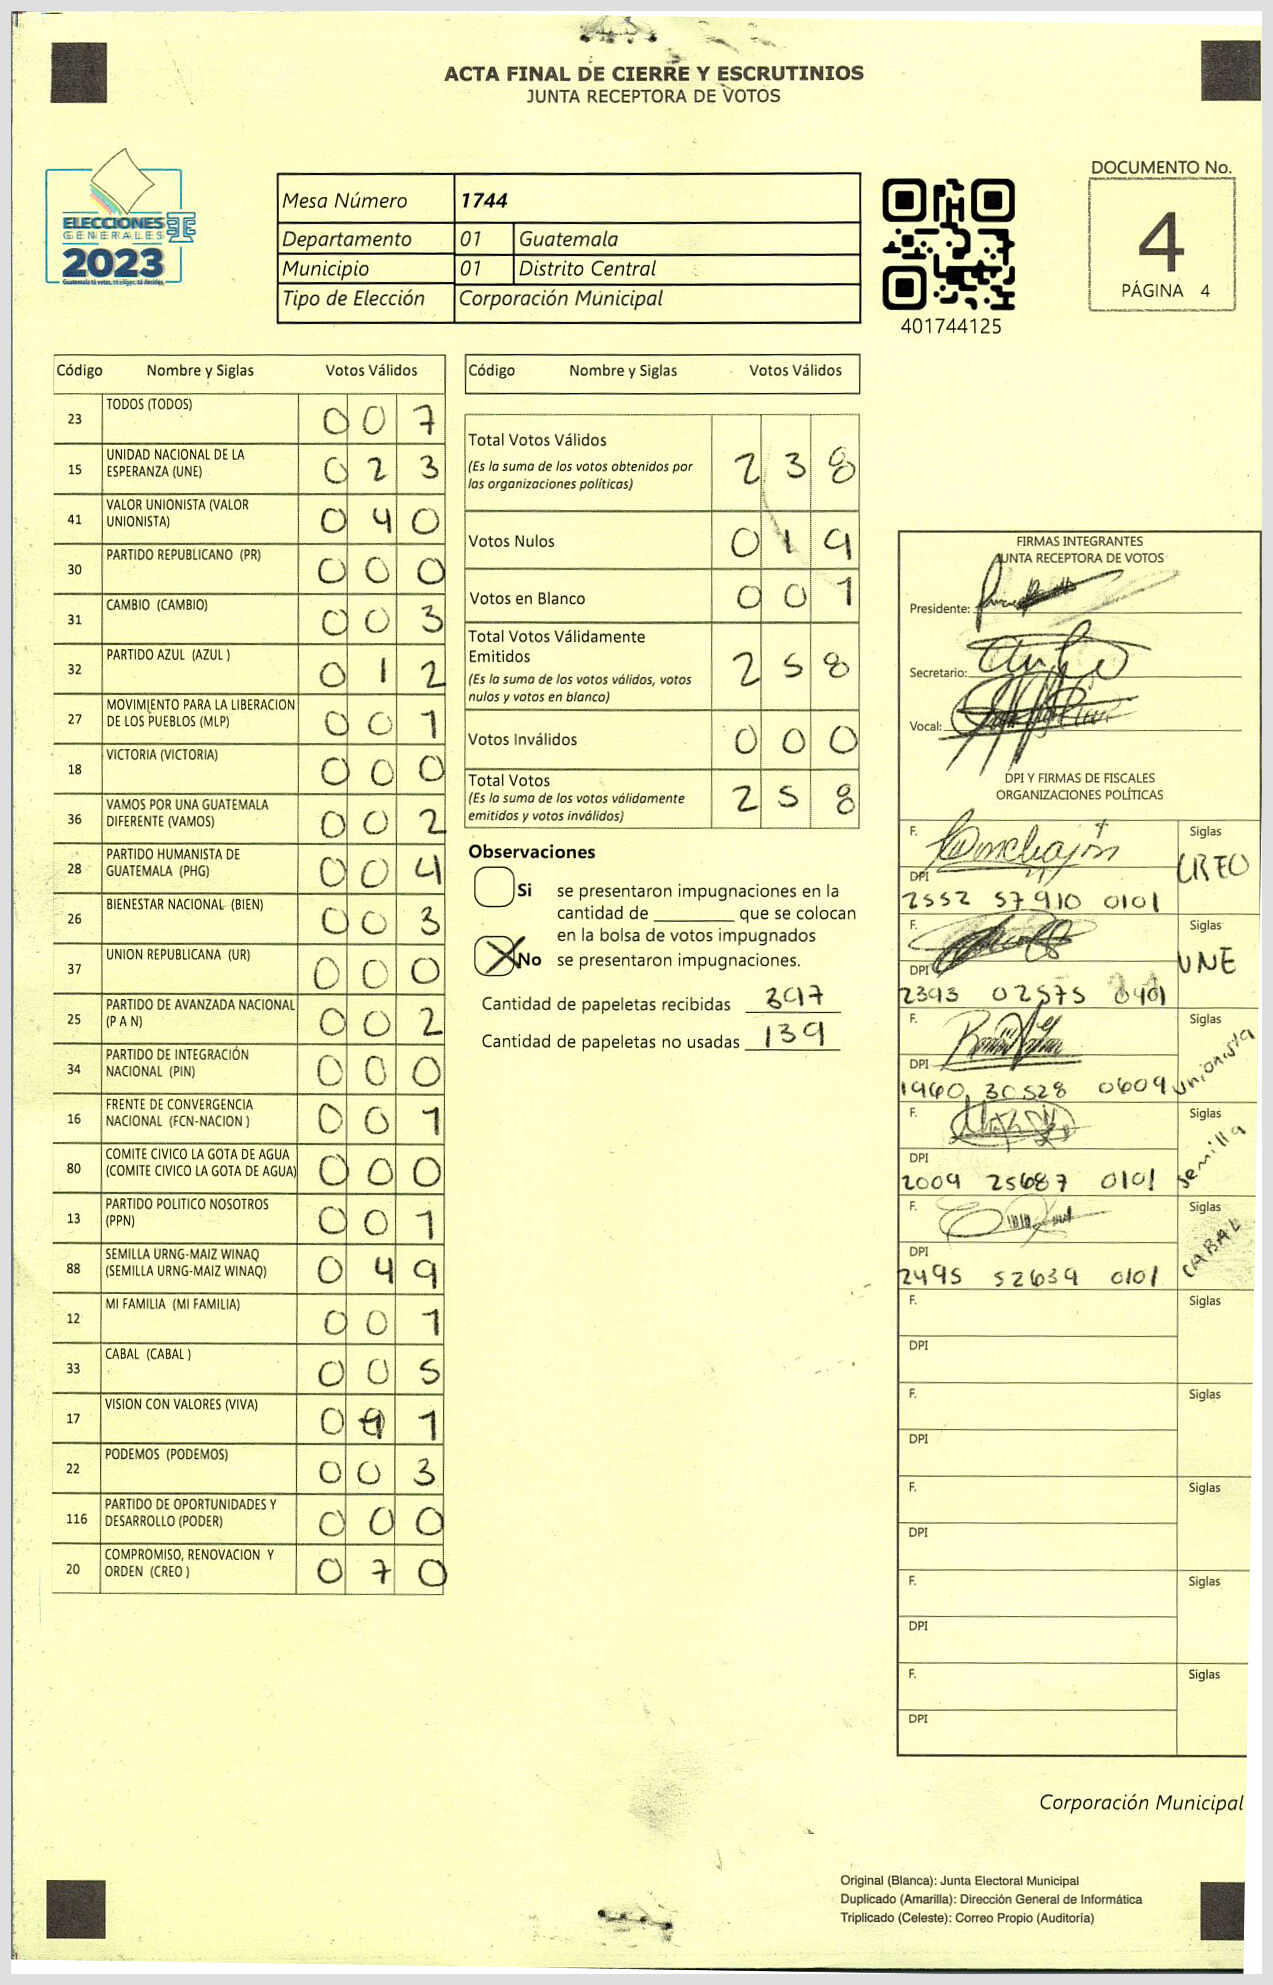 ACTA FINAL DE CIERRE Y ESCRUTINIOS
JUNTA RECEPTORA DE VOTOS
ELECCIONES
GENERALES
2023
Guatemala tú votas, tú eliges, tú decides.
Mesa Número 1744
Departamento 01 Guatemala
Municipio 01 Distrito Central
Tipo de Elección Corporación Municipal
401744125
DOCUMENTO No.
4
PÁGINA 4
Código Nombre y Siglas Votos Válidos
23 TODOS (TODOS) 0 0 7
15 UNIDAD NACIONAL DE LA
ESPERANZA (UNE) 0 2 3
41 VALOR UNIONISTA (VALOR
UNIONISTA) 0 4 0
30 PARTIDO REPUBLICANO (PR) 0 0 0
31 CAMBIO (CAMBIO) 0 0 3
32 PARTIDO AZUL (AZUL ) 0 1 2
27 MOVIMIENTO PARA LA LIBERACION
DE LOS PUEBLOS (MLP) 0 0 1
18 VICTORIA (VICTORIA) 0 0 0
36 VAMOS POR UNA GUATEMALA
DIFERENTE (VAMOS) 0 0 2
28 PARTIDO HUMANISTA DE
GUATEMALA (PHG) 0 0 4
26 BIENESTAR NACIONAL (BIEN) 0 0 3
37 UNION REPUBLICANA (UR) 0 0 0
25 PARTIDO DE AVANZADA NACIONAL
(P A N) 0 0 2
34 PARTIDO DE INTEGRACIÓN
NACIONAL (PIN) 0 0 0
16 FRENTE DE CONVERGENCIA
NACIONAL (FCN-NACION ) 0 0 1
80 COMITE CIVICO LA GOTA DE AGUA
(COMITE CIVICO LA GOTA DE AGUA) 0 0 0
13 PARTIDO POLITICO NOSOTROS
(PPN) 0 0 1
88 SEMILLA URNG-MAIZ WINAQ
(SEMILLA URNG-MAIZ WINAQ) 0 4 9
12 MI FAMILIA (MI FAMILIA) 0 0 1
33 CABAL (CABAL ) 0 0 5
17 VISION CON VALORES (VIVA) 0 1
22 PODEMOS (PODEMOS) 0 0 3
116 PARTIDO DE OPORTUNIDADES Y
DESARROLLO (PODER) 0 0 0
20 COMPROMISO, RENOVACION Y
ORDEN (CREO ) 0 7 0
Código Nombre y Siglas Votos Válidos
Total Votos Válidos 2 3 8
(Es la suma de los votos obtenidos por
las organizaciones políticas)
Votos Nulos 0 1 9
Votos en Blanco 0 0 1
Total Votos Válidamente
Emitidos 2 5 8
(Es la suma de los votos válidos, votos
nulos y votos en blanco)
Votos Inválidos 0 0 0
Total Votos 2 5 8
(Es la suma de los votos válidamente
emitidos y votos inválidos)
Observaciones
Si se presentaron impugnaciones en la
cantidad de ________ que se colocan
en la bolsa de votos impugnados
No se presentaron impugnaciones.
Cantidad de papeletas recibidas 397
Cantidad de papeletas no usadas 139
FIRMAS INTEGRANTES
JUNTA RECEPTORA DE VOTOS
Presidente:
Secretario:
Vocal:
DPI Y FIRMAS DE FISCALES
ORGANIZACIONES POLÍTICAS
F. Siglas
CREO
DPI
2552 57910 0101
F. Siglas
UNE
DPI
2393 02575 0401
F. Siglas
unionista
DPI
1960 30528 0609
F. Siglas
semilla
DPI
2009 25687 0101
F. Siglas
CABAL
DPI
2495 52639 0101
F. Siglas
DPI
F. Siglas
DPI
F. Siglas
DPI
F. Siglas
DPI
F. Siglas
DPI
Corporación Municipal
Original (Blanca): Junta Electoral Municipal
Duplicado (Amarilla): Dirección General de Informática
Triplicado (Celeste): Correo Propio (Auditoría)